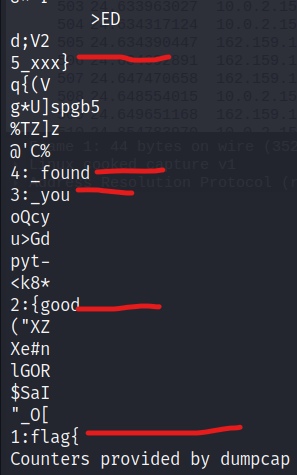 >ED
d;V2
5_xxx}
q{(V
g*U]spgb5
%TZ]z
@'C%
4:_found
3:_you
oQcy
u>Gd
pyt-
<k8*
2:{good
("XZ
Xe#n
lGOR
$SaI
"_O[
1:flag{
Counters provided by dumpcap